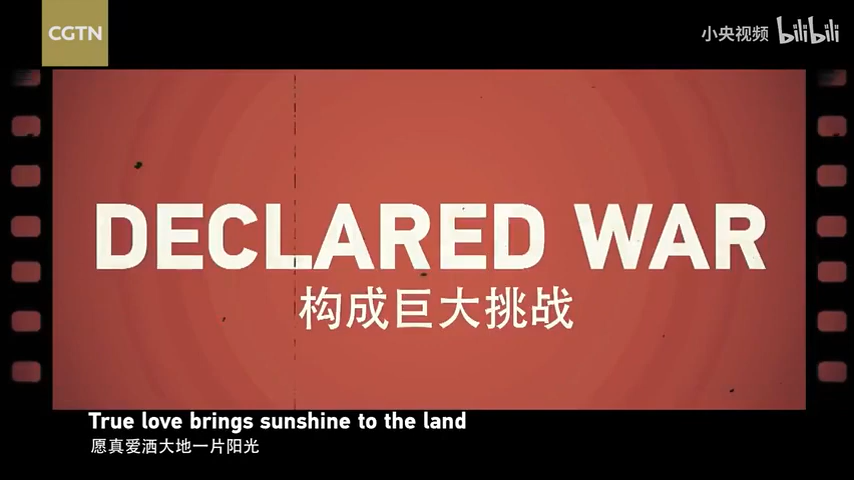 CGTN
小央视频 bilibili
DECLARED WAR
构成巨大挑战
True love brings sunshine to the land
愿真爱洒大地一片阳光